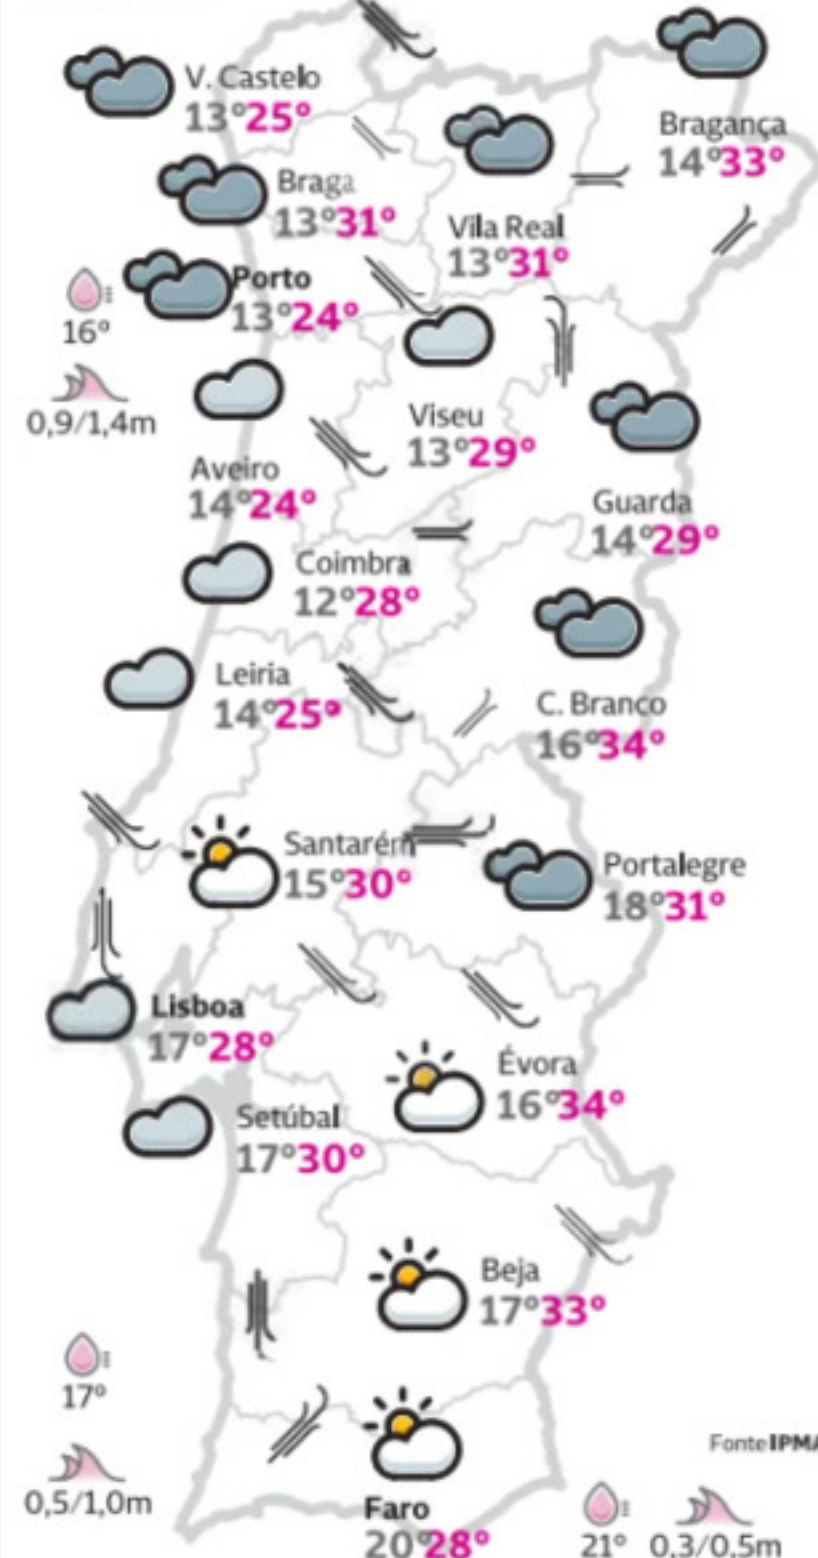 V. Castelo
13° 25°
Bragança
14° 33°
Braga
13° 31°
Vila Real
13° 31°
Porto
13° 24°
16°
0,9/1,4m
Viseu
13° 29°
Aveiro
14° 24°
Guarda
14° 29°
Coimbra
12° 28°
Leiria
14° 25°
C. Branco
16° 34°
Santarém
15° 30°
Portalegre
18° 31°
Lisboa
17° 28°
Évora
16° 34°
Setúbal
17° 30°
Beja
17° 33°
17°
0,5/1,0m
Fonte IPMA
Faro
20° 28°
21°
0,3/0,5m